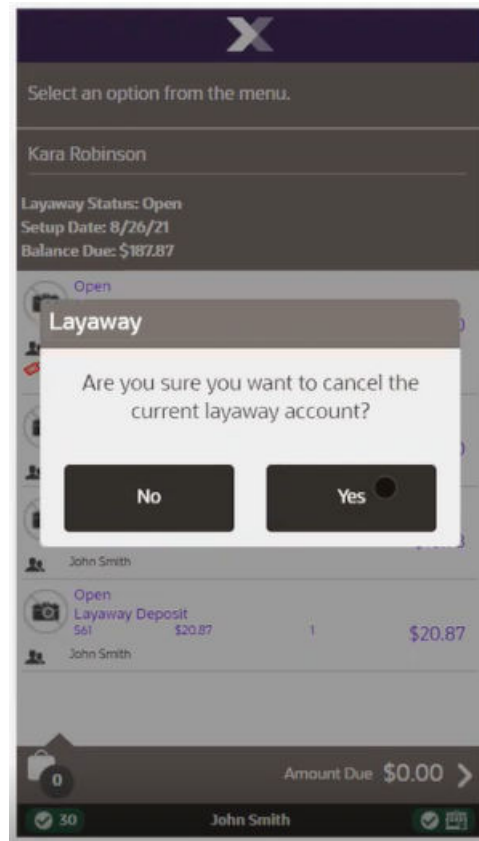 Select an option from the menu.
Kara Robinson
Layaway Status: Open
Setup Date: 8/26/21
Balance Due: $187.87
Open
Layaway
Are you sure you want to cancel the
current layaway account?
No Yes
John Smith
Open
Layaway Deposit
561 $20.87 1 $20.87
John Smith
0 Amount Due $0.00
30 John Smith